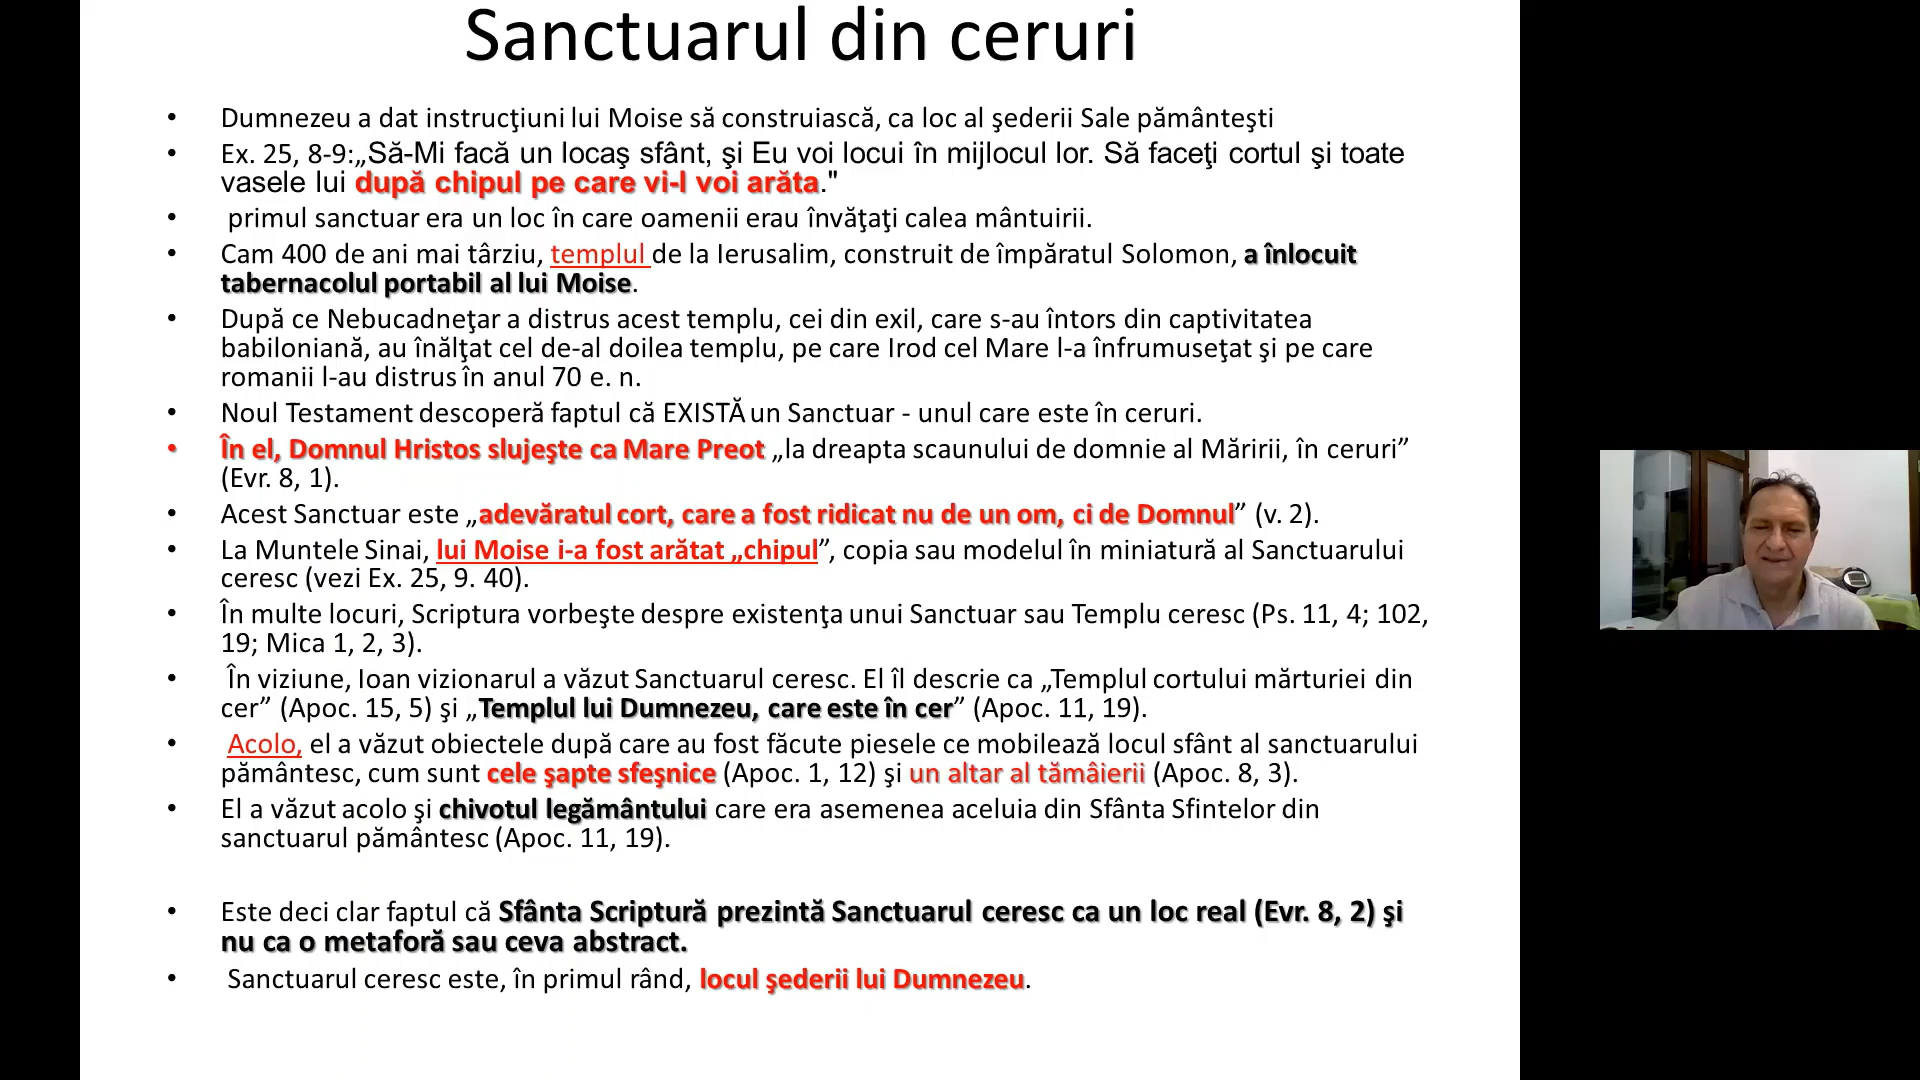 Sanctuarul din ceruri
• Dumnezeu a dat instrucţiuni lui Moise să construiască, ca loc al şederii Sale pământeşti
• Ex. 25, 8-9:„Să-Mi facă un locaş sfânt, şi Eu voi locui în mijlocul lor. Să faceţi cortul şi toate
vasele lui după chipul pe care vi-l voi arăta."
• primul sanctuar era un loc în care oamenii erau învăţaţi calea mântuirii.
• Cam 400 de ani mai târziu, templul de la Ierusalim, construit de împăratul Solomon, a înlocuit
tabernacolul portabil al lui Moise.
• După ce Nebucadneţar a distrus acest templu, cei din exil, care s-au întors din captivitatea
babiloniană, au înălţat cel de-al doilea templu, pe care Irod cel Mare l-a înfrumuseţat şi pe care
romanii l-au distrus în anul 70 e. n.
• Noul Testament descoperă faptul că EXISTĂ un Sanctuar - unul care este în ceruri.
• În el, Domnul Hristos slujeşte ca Mare Preot „la dreapta scaunului de domnie al Măririi, în ceruri”
(Evr. 8, 1).
• Acest Sanctuar este „adevăratul cort, care a fost ridicat nu de un om, ci de Domnul” (v. 2).
• La Muntele Sinai, lui Moise i-a fost arătat „chipul”, copia sau modelul în miniatură al Sanctuarului
ceresc (vezi Ex. 25, 9. 40).
• În multe locuri, Scriptura vorbeşte despre existenţa unui Sanctuar sau Templu ceresc (Ps. 11, 4; 102,
19; Mica 1, 2, 3).
• În viziune, Ioan vizionarul a văzut Sanctuarul ceresc. El îl descrie ca „Templul cortului mărturiei din
cer” (Apoc. 15, 5) şi „Templul lui Dumnezeu, care este în cer” (Apoc. 11, 19).
• Acolo, el a văzut obiectele după care au fost făcute piesele ce mobilează locul sfânt al sanctuarului
pământesc, cum sunt cele şapte sfeşnice (Apoc. 1, 12) şi un altar al tămâierii (Apoc. 8, 3).
• El a văzut acolo şi chivotul legământului care era asemenea aceluia din Sfânta Sfintelor din
sanctuarul pământesc (Apoc. 11, 19).
• Este deci clar faptul că Sfânta Scriptură prezintă Sanctuarul ceresc ca un loc real (Evr. 8, 2) şi
nu ca o metaforă sau ceva abstract.
• Sanctuarul ceresc este, în primul rând, locul şederii lui Dumnezeu.